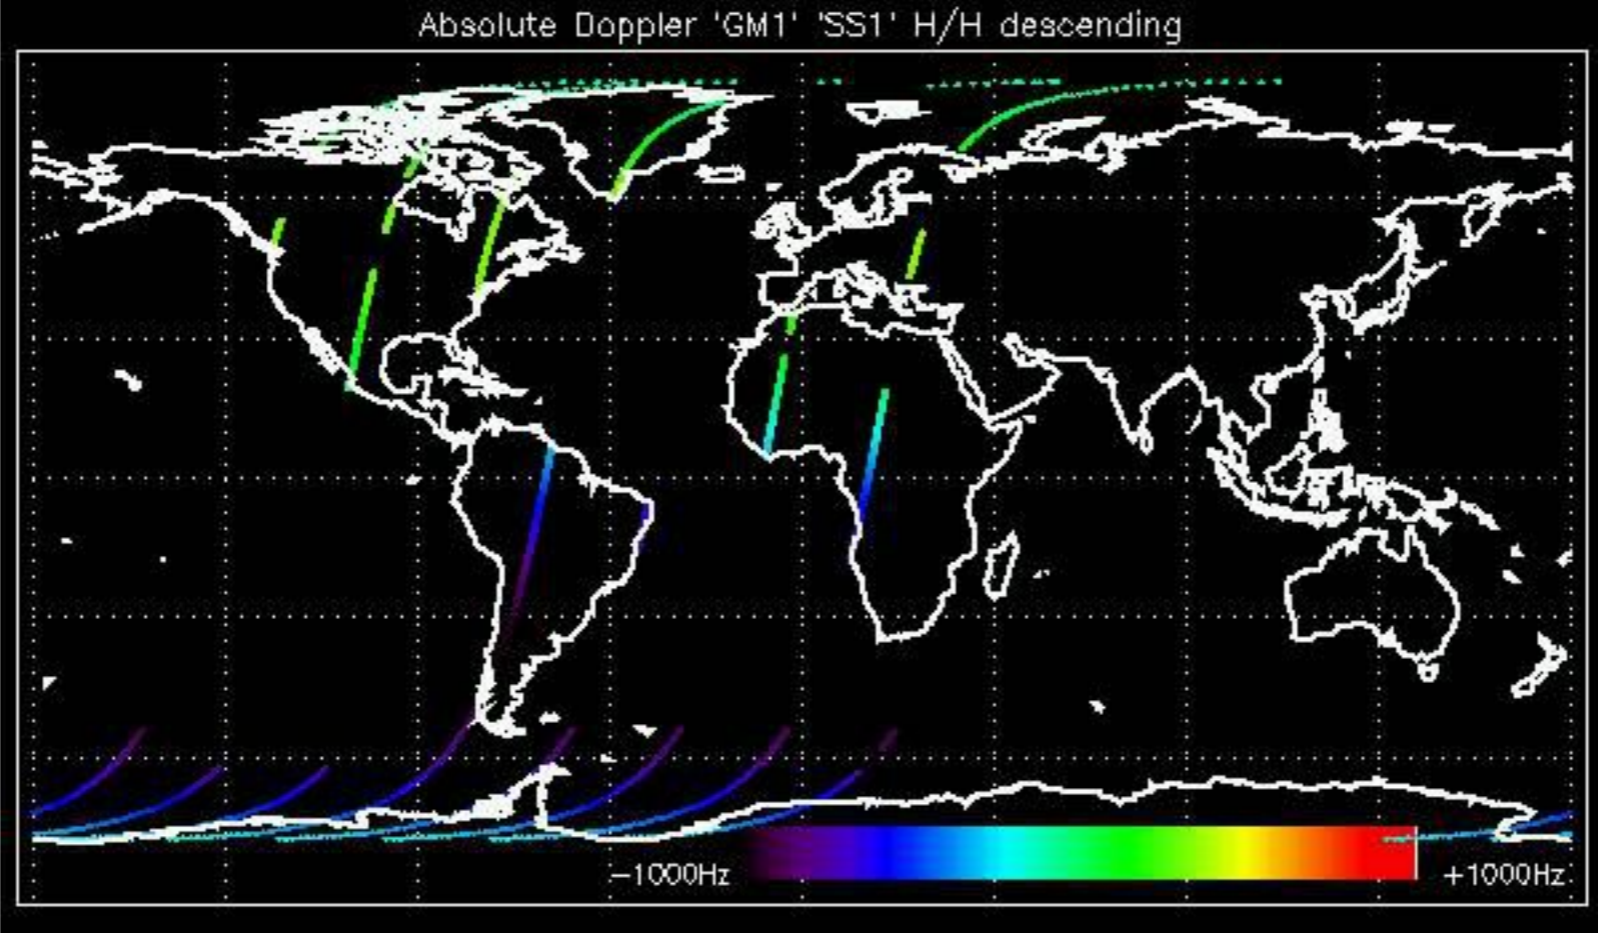 Absolute Doppler 'GM1' 'SS1' H/H descending
−1000Hz
+1000Hz